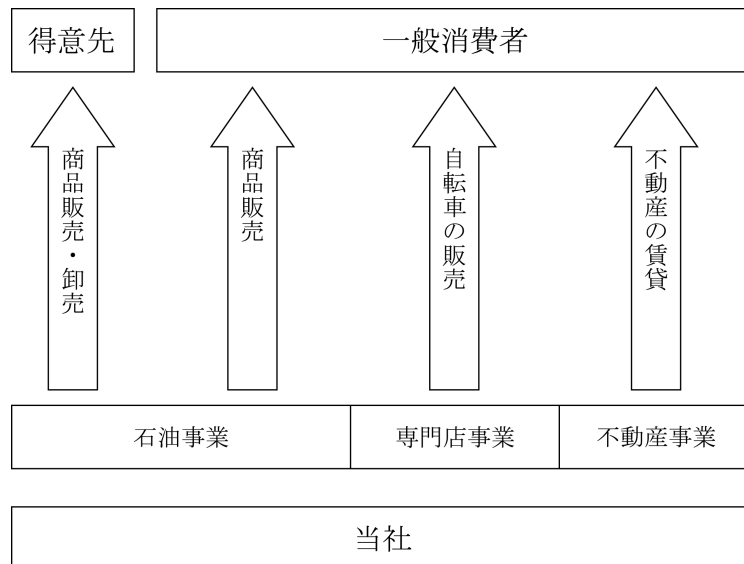 得意先
一般消費者
商品販売・卸売
商品販売
自転車の販売
不動産の賃貸
石油事業
専門店事業
不動産事業
当社